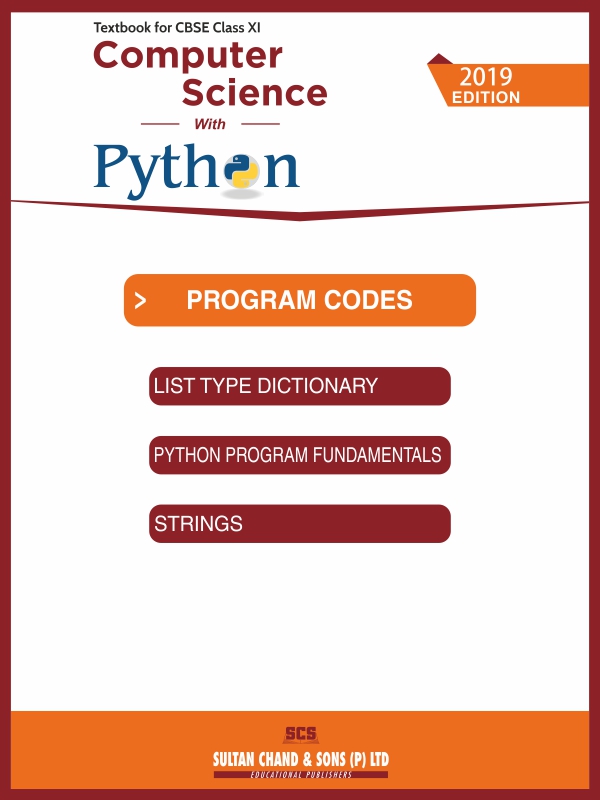 Textbook for CBSE Class XI
Computer
Science
With
Python
2019
EDITION
> PROGRAM CODES
LIST TYPE DICTIONARY
PYTHON PROGRAM FUNDAMENTALS
STRINGS
SCS
SULTAN CHAND & SONS (P) LTD
EDUCATIONAL PUBLISHERS